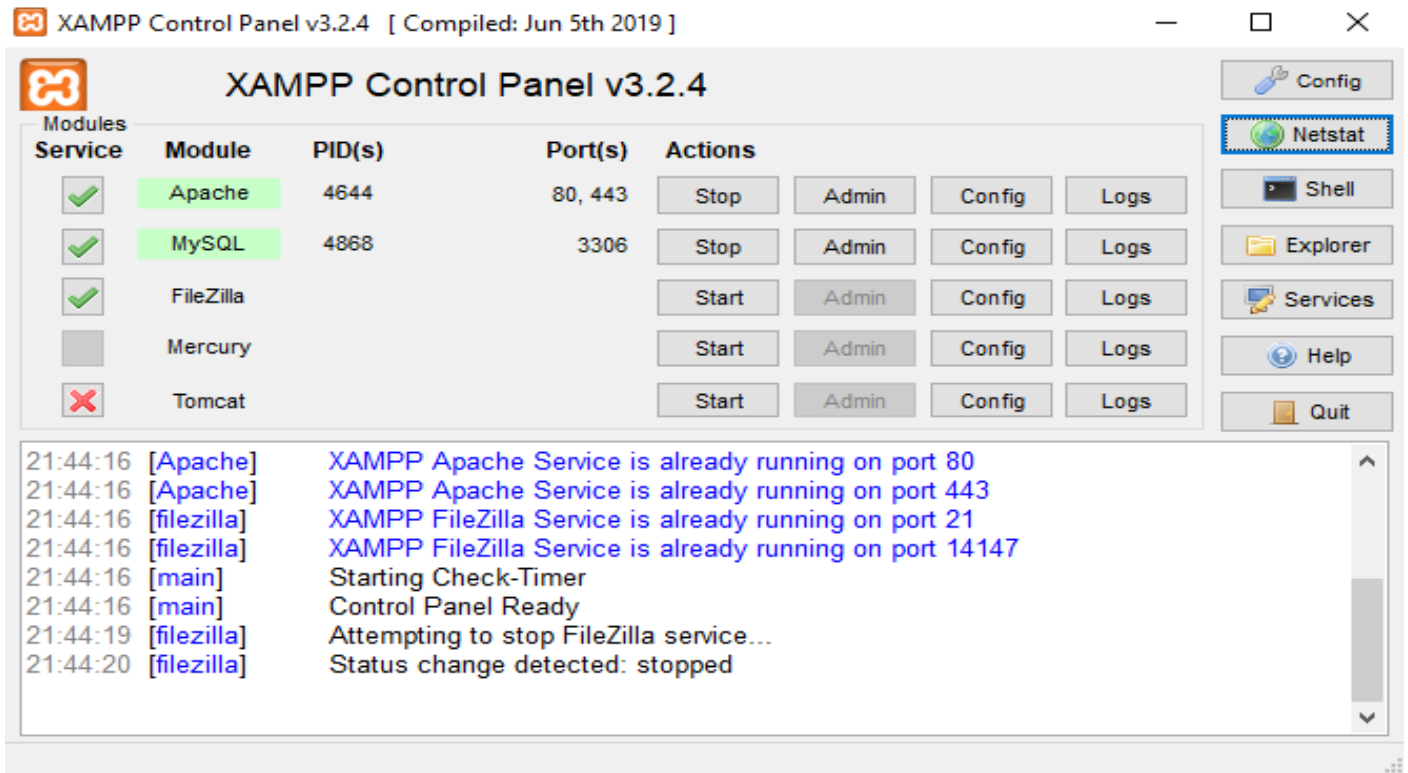 XAMPP Control Panel v3.2.4 [ Compiled: Jun 5th 2019 ]
XAMPP Control Panel v3.2.4
Config
Modules
Netstat
Service Module PID(s) Port(s) Actions
Apache 4644 80, 443 Stop Admin Config Logs
Shell
MySQL 4868 3306 Stop Admin Config Logs
Explorer
FileZilla Start Admin Config Logs
Services
Mercury Start Admin Config Logs
Help
Tomcat Start Admin Config Logs
Quit
21:44:16 [Apache] XAMPP Apache Service is already running on port 80
21:44:16 [Apache] XAMPP Apache Service is already running on port 443
21:44:16 [filezilla] XAMPP FileZilla Service is already running on port 21
21:44:16 [filezilla] XAMPP FileZilla Service is already running on port 14147
21:44:16 [main] Starting Check-Timer
21:44:16 [main] Control Panel Ready
21:44:19 [filezilla] Attempting to stop FileZilla service...
21:44:20 [filezilla] Status change detected: stopped